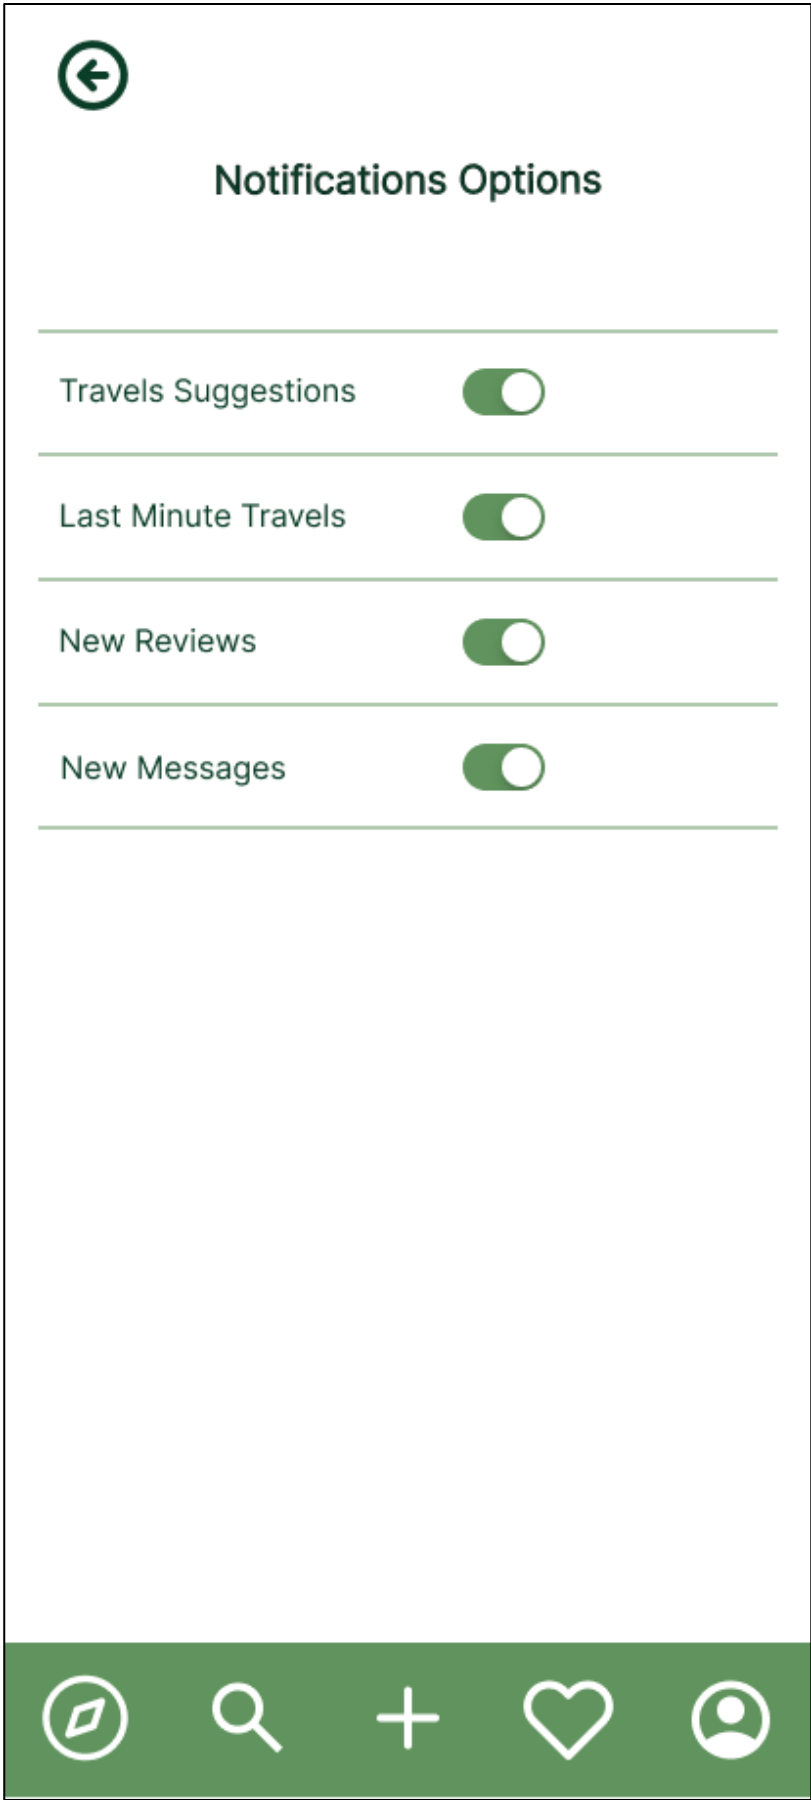 Notifications Options
Travels Suggestions
Last Minute Travels
New Reviews
New Messages